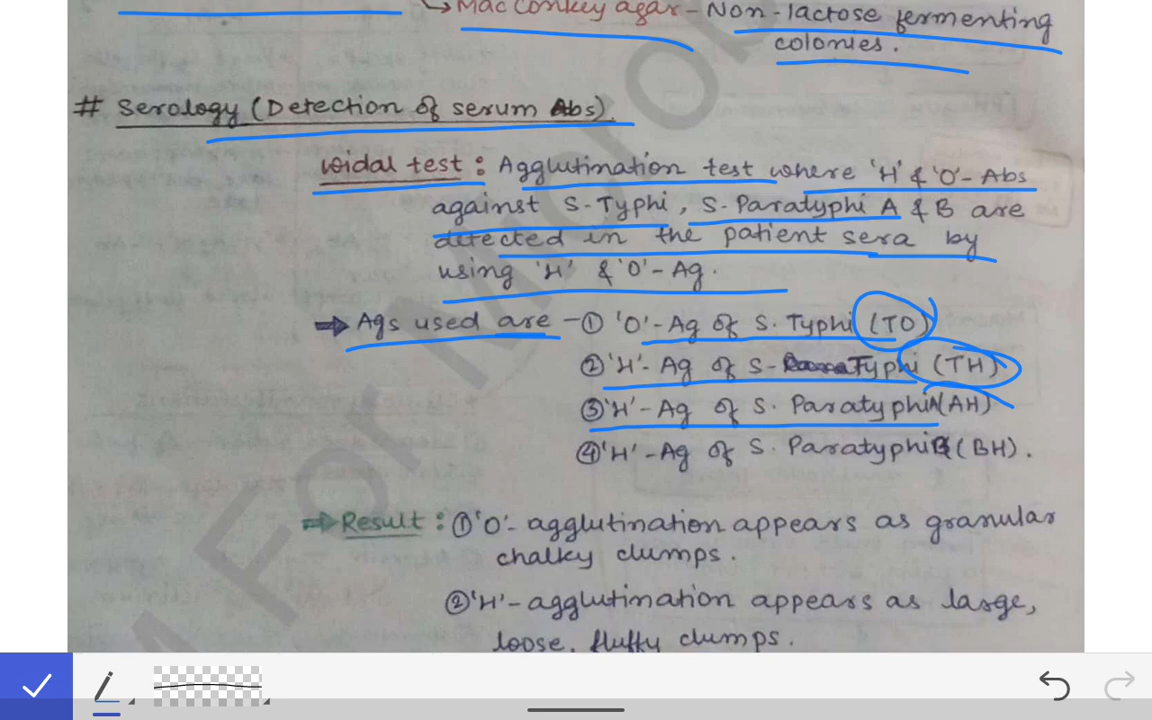 ↳ MacConkey agar - Non-lactose fermenting
colonies.
# Serology (Detection of serum Abs).
Widal test: Agglutination test where 'H' & 'O'- Abs
against S-Typhi, S. Paratyphi A & B are
detected in the patient sera by
using 'H' & 'O'- Ag.
⇒ Ags used are - ① 'O'-Ag of S. Typhi (TO)
② 'H'- Ag of S- Typhi (TH)
③ 'H'-Ag of S. Paratyphi A (AH)
④ 'H'-Ag of S. Paratyphi B (BH).
⇒ Result: ① 'O'- agglutination appears as granular
chalky clumps.
② 'H'- agglutination appears as large,
loose, fluffy clumps.